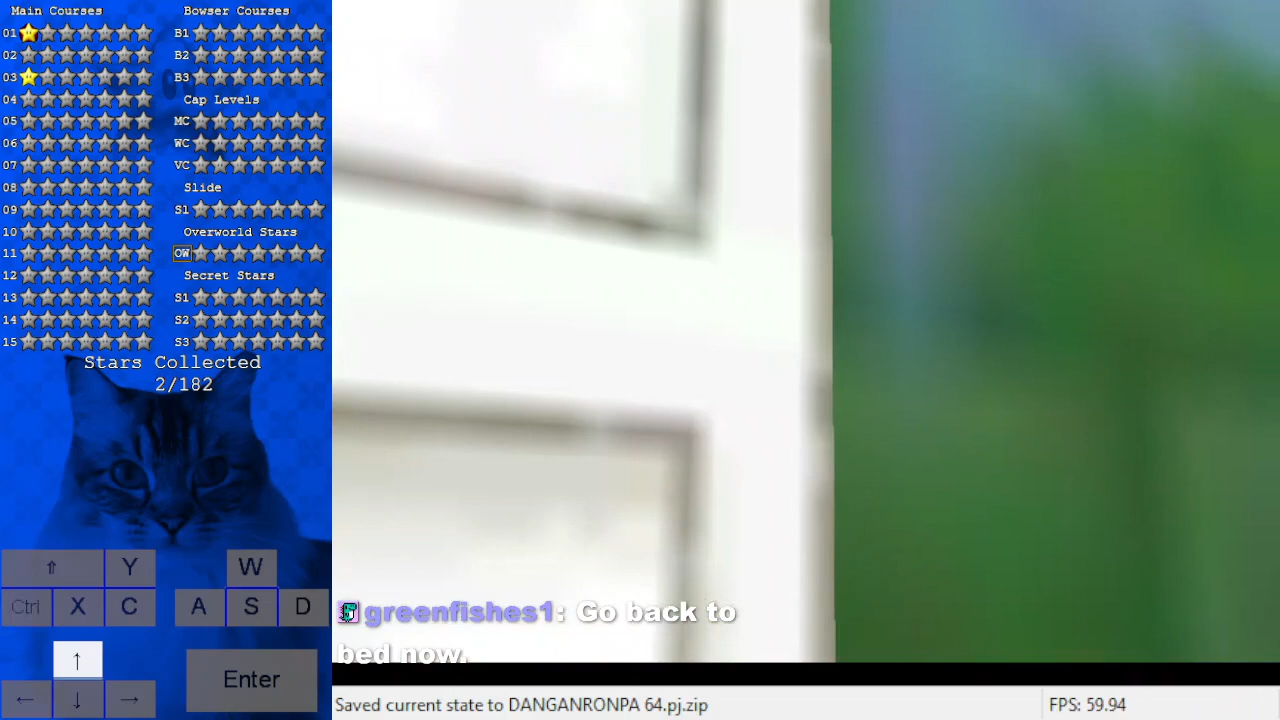 Main Courses
01
02
03
04
05
06
07
08
09
10
11
12
13
14
15
Bowser Courses
B1
B2
B3
Cap Levels
MC
WC
VC
Slide
S1
Overworld Stars
OW
Secret Stars
S1
S2
S3
Stars Collected
2/182
⇑ Y W
Ctrl X C A S D
↑
← ↓ → Enter
greenfishes1: Go back to
bed now.
Saved current state to DANGANRONPA 64.pj.zip
FPS: 59.94